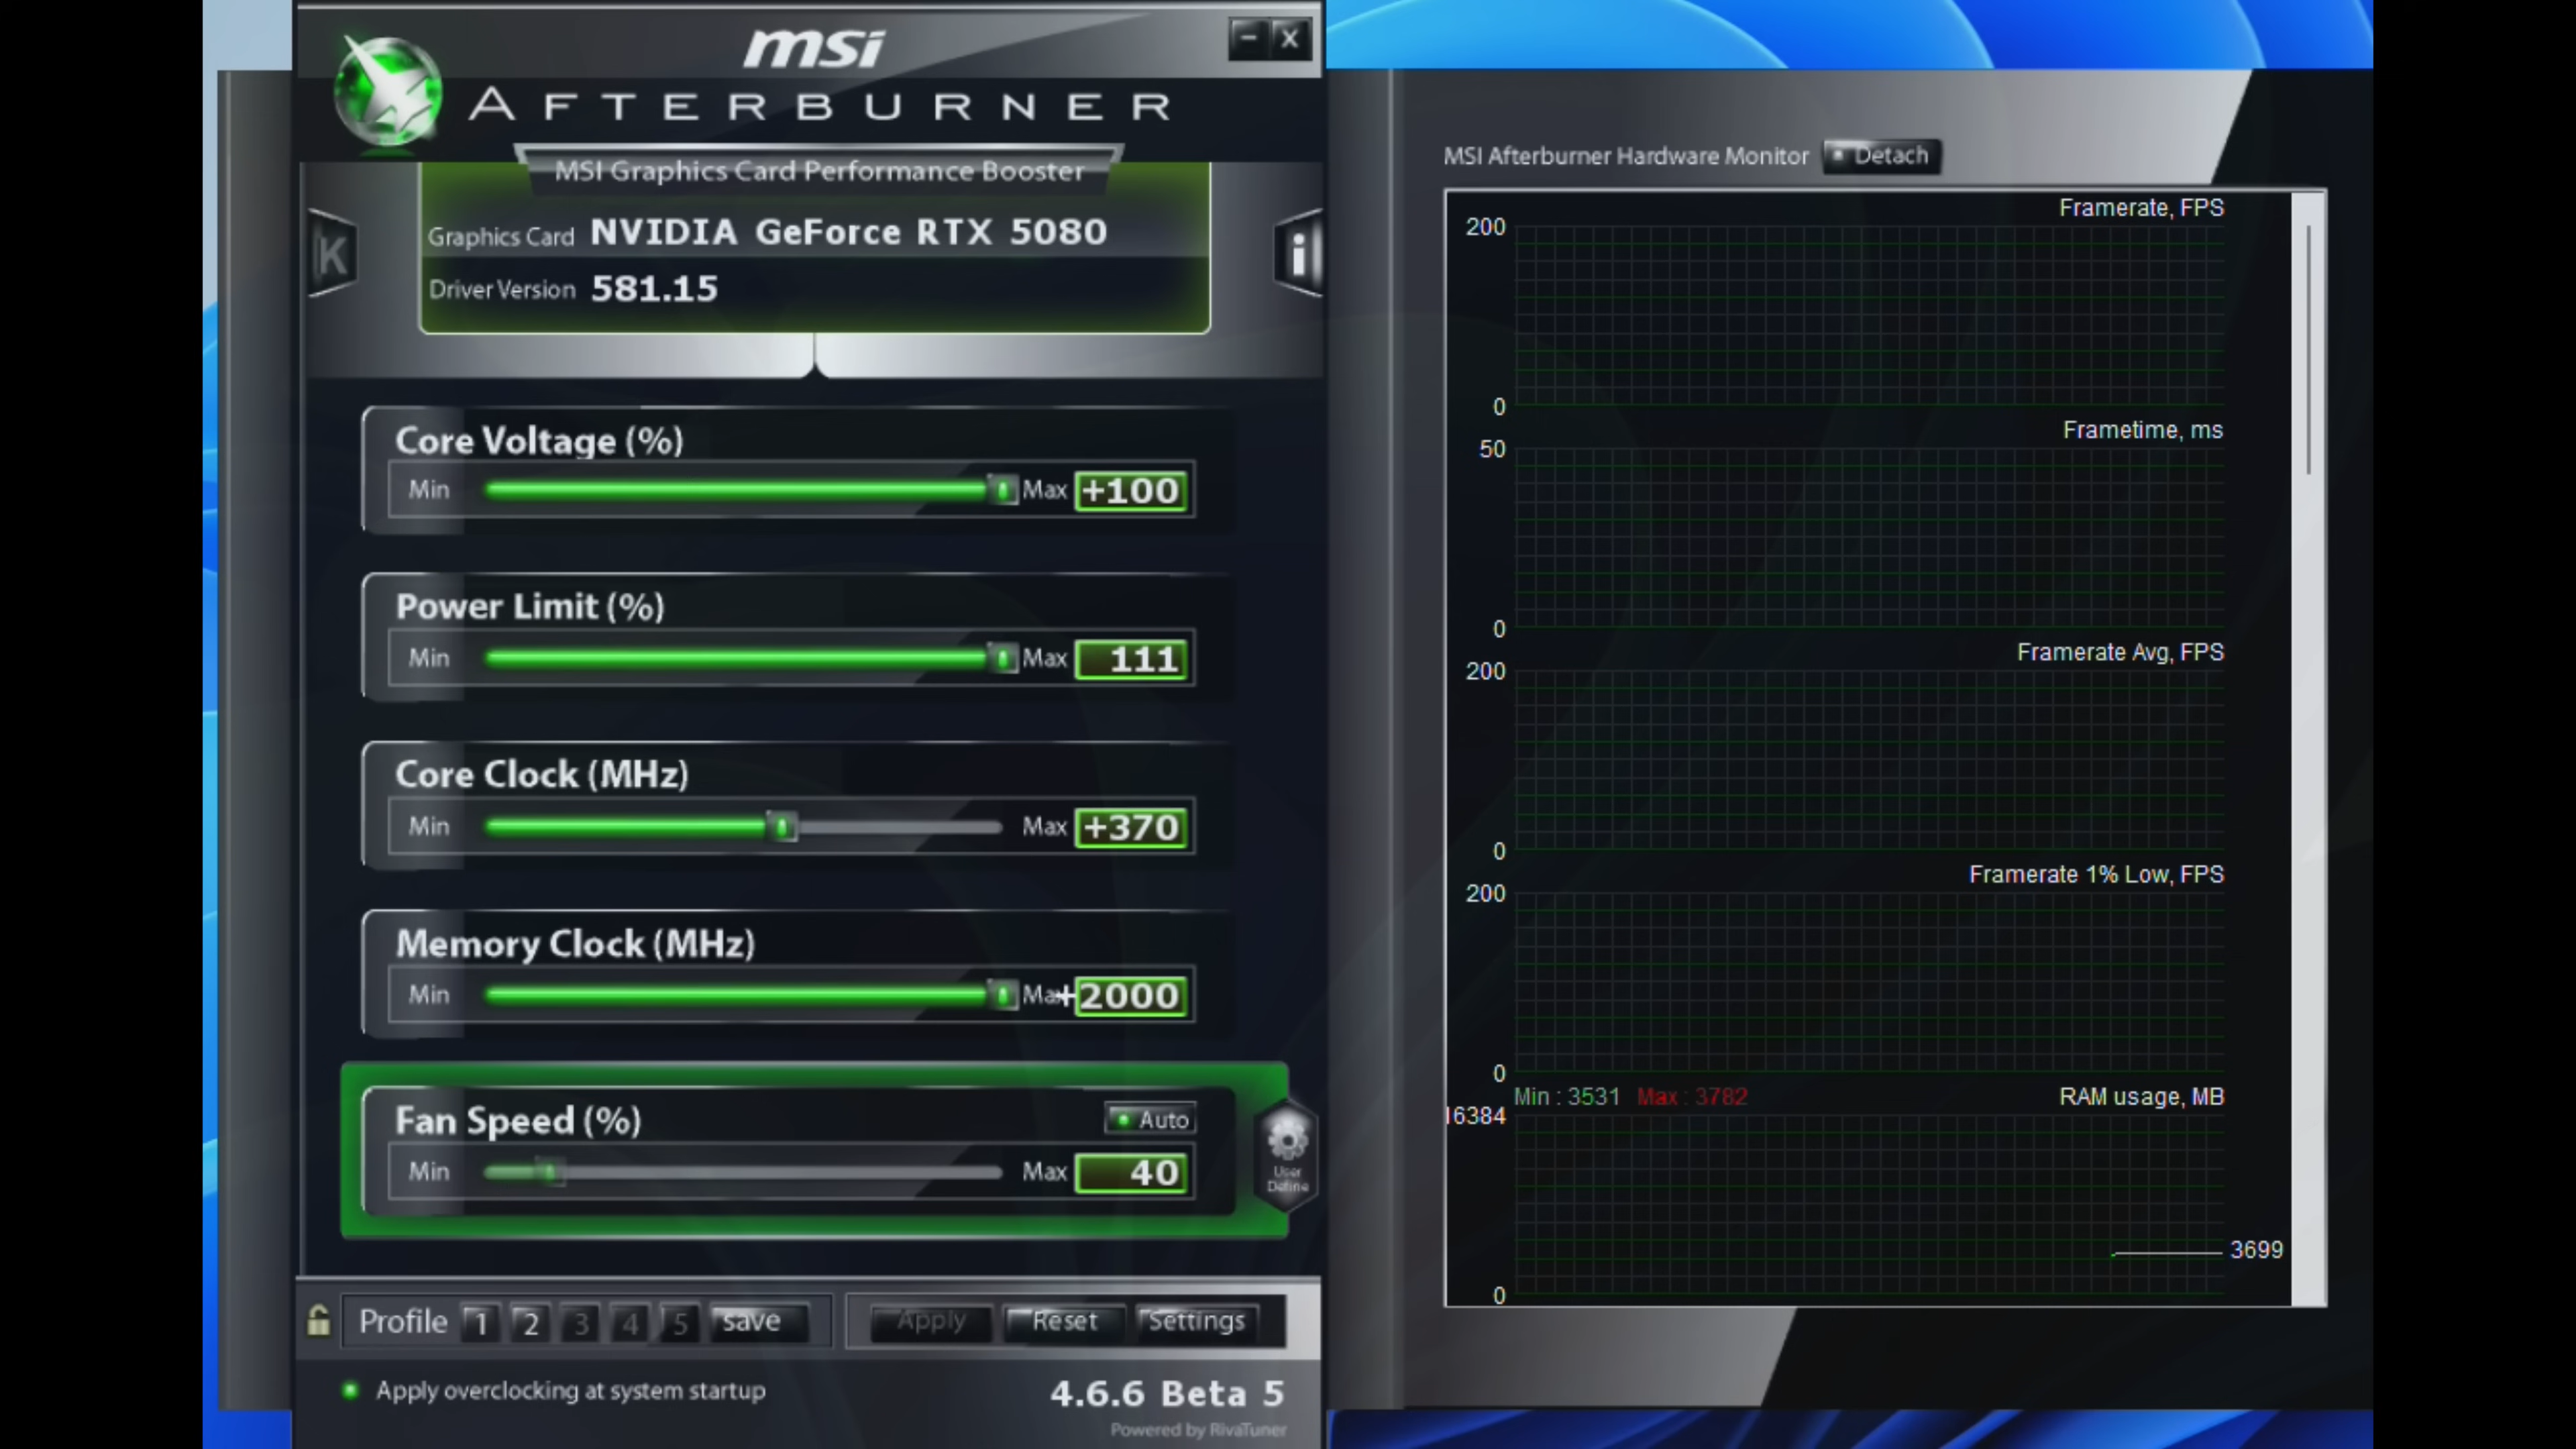 msi
AFTERBURNER
MSI Graphics Card Performance Booster
K
i
Graphics Card NVIDIA GeForce RTX 5080
Driver Version 581.15
Core Voltage (%)
Min Max +100
Power Limit (%)
Min Max 111
Core Clock (MHz)
Min Max +370
Memory Clock (MHz)
Min Max +2000
Fan Speed (%)
Auto
Min Max 40
User
Define
Profile 1 2 3 4 5 save
Apply Reset Settings
Apply overclocking at system startup
4.6.6 Beta 5
Powered by RivaTuner
MSI Afterburner Hardware Monitor Detach
Framerate, FPS
200
0
Frametime, ms
50
0
Framerate Avg, FPS
200
0
Framerate 1% Low, FPS
200
0
Min : 3531 Max : 3782 RAM usage, MB
16384
3699
0